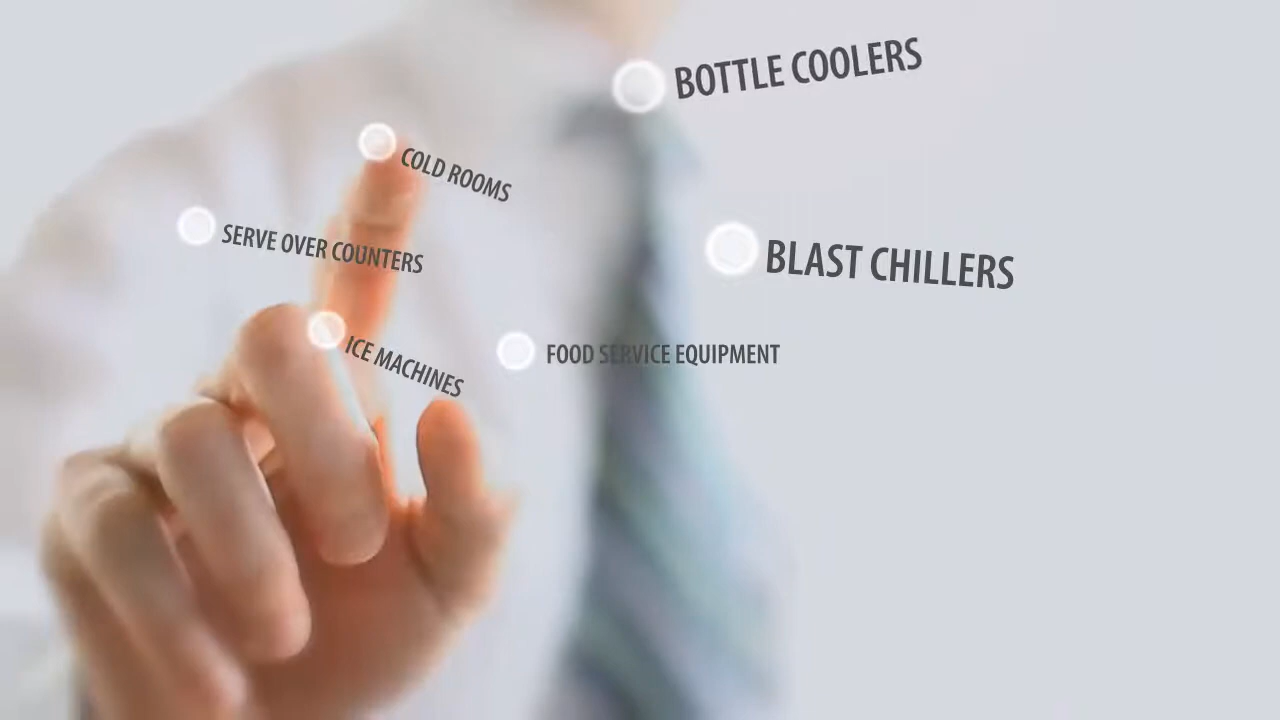 BOTTLE COOLERS
COLD ROOMS
SERVE OVER COUNTERS
BLAST CHILLERS
ICE MACHINES
FOOD SERVICE EQUIPMENT